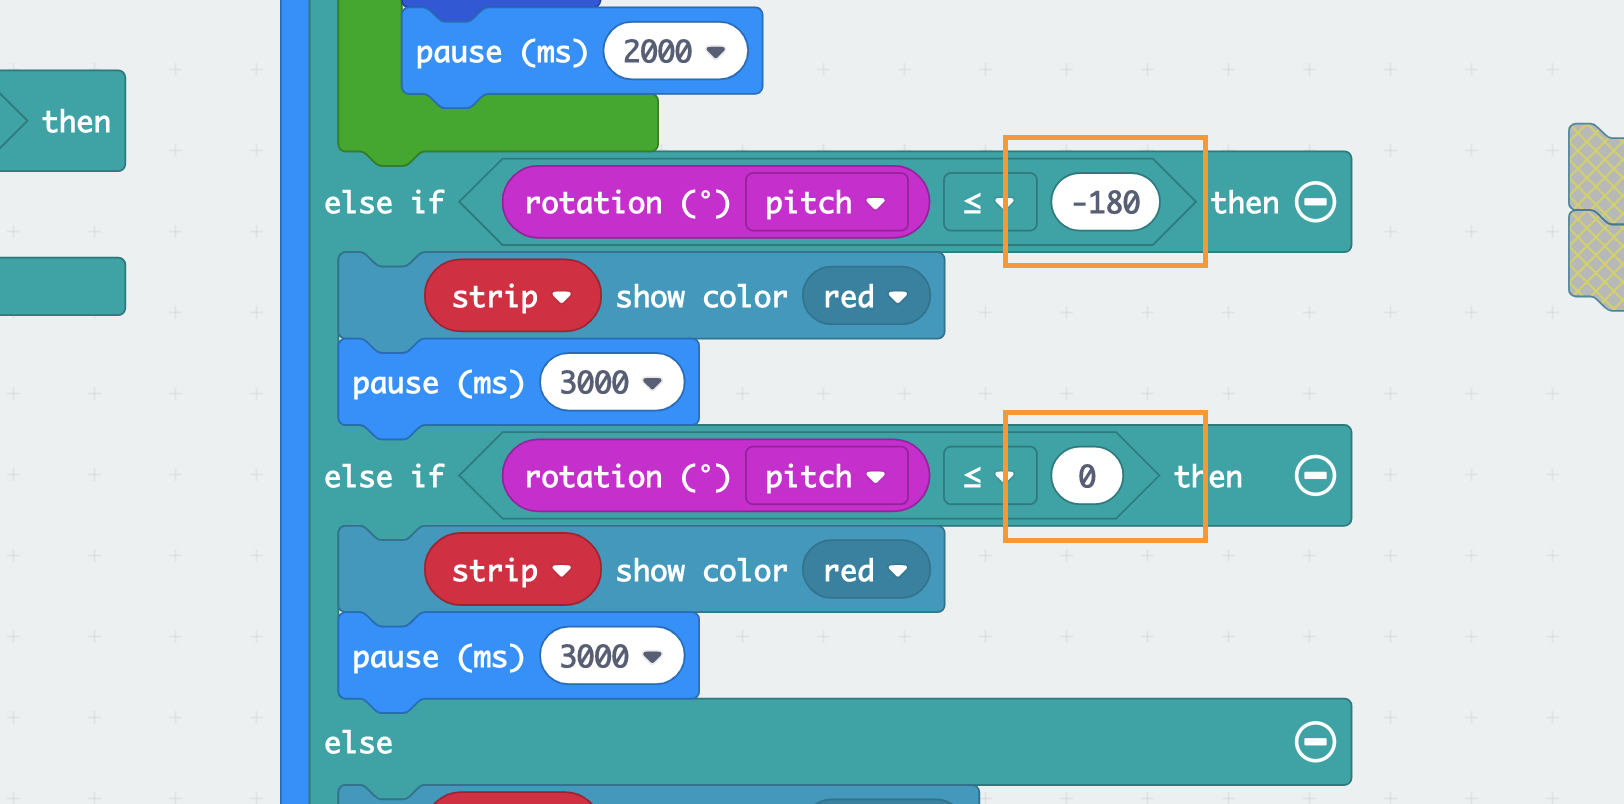 pause (ms) 2000
then
else if rotation (°) pitch ≤ -180 then
strip show color red
pause (ms) 3000
else if rotation (°) pitch ≤ 0 then
strip show color red
pause (ms) 3000
else